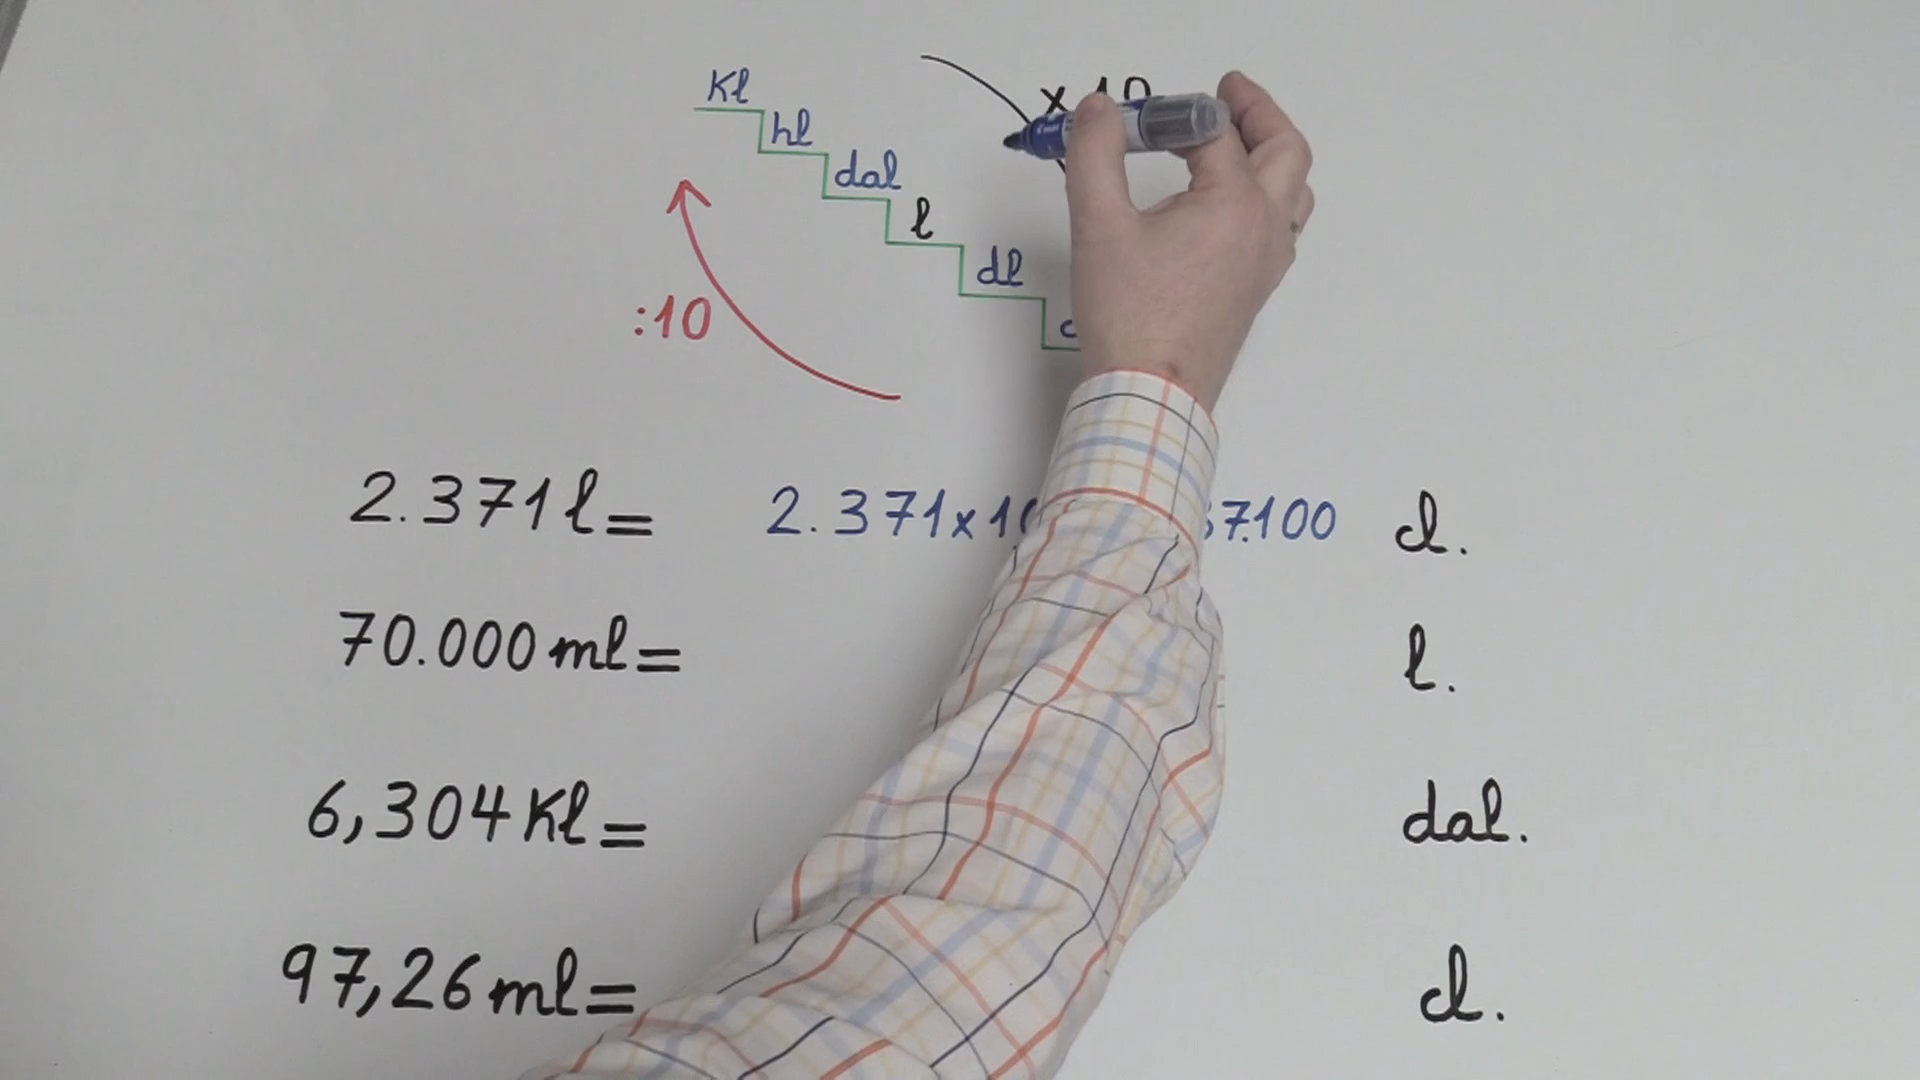 Kl
hl
dal
l
dl
x 10
:10
2.371 l = 2.371 x 7.100 cl.
70.000 ml = l.
6,304 Kl = dal.
97,26 ml = cl.